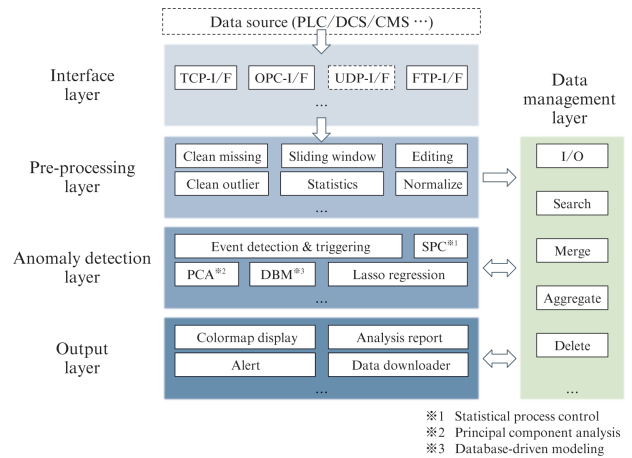 Data source (PLC/DCS/CMS ⋯)
Interface
layer
TCP-I/F
OPC-I/F
UDP-I/F
FTP-I/F
...
Data
management
layer
Pre-processing
layer
Clean missing
Sliding window
Editing
Clean outlier
Statistics
Normalize
...
I/O
Search
Merge
Aggregate
Delete
...
Anomaly detection
layer
Event detection & triggering
SPC※1
PCA※2
DBM※3
Lasso regression
...
Output
layer
Colormap display
Analysis report
Alert
Data downloader
...
※1 Statistical process control
※2 Principal component analysis
※3 Database-driven modeling